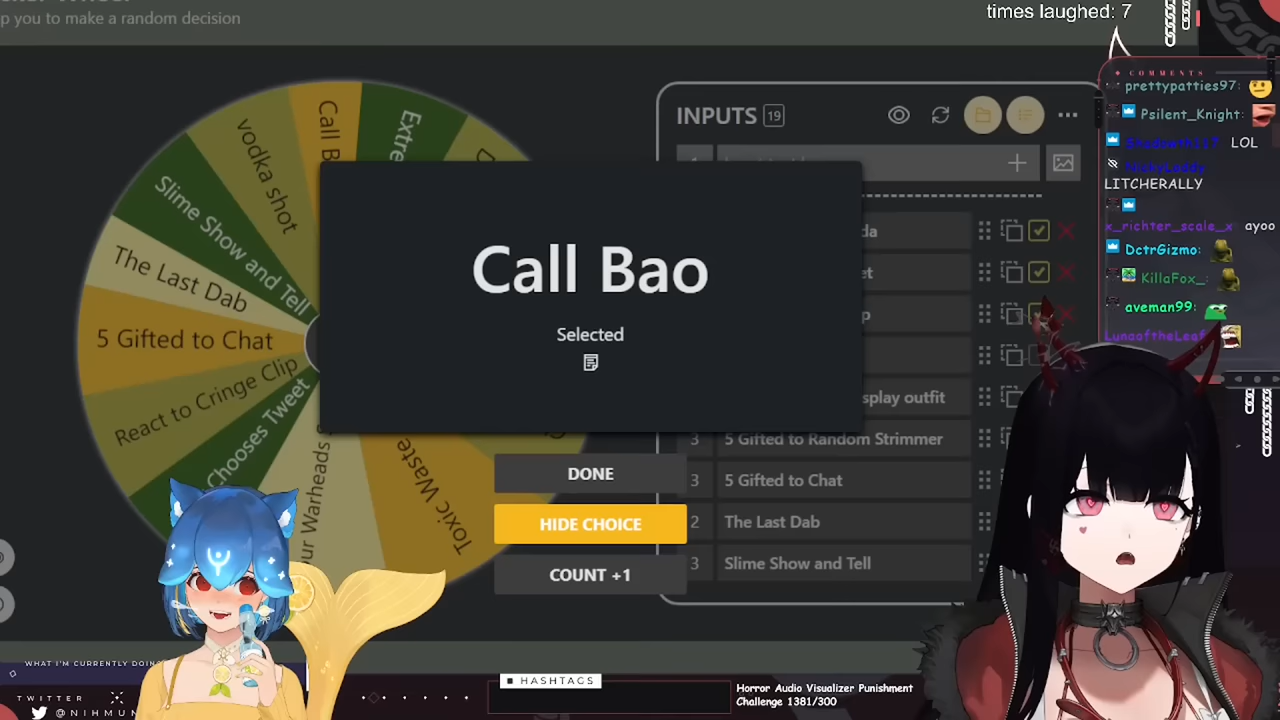 p you to make a random decision
times laughed: 7
COMMENTS
prettypatties97:
Psilent_Knight:
LOL
LITCHERALLY
x_richter_scale_x ayoo
DctrGizmo:
KillaFox_:
aveman99:
INPUTS 19
Call B
Extre
vodka shot
Slime Show and Tell
The Last Dab
5 Gifted to Chat
React to Cringe Clip
Chooses Tweet
ur Warheads
Toxic Waste
Call Bao
Selected
DONE
HIDE CHOICE
COUNT +1
da
et
p
splay outfit
3 5 Gifted to Random Strimmer
3 5 Gifted to Chat
2 The Last Dab
3 Slime Show and Tell
WHAT I'M CURRENTLY DOING
TWITTER
@NIHMUN
HASHTAGS
Horror Audio Visualizer Punishment
Challenge 1381/300